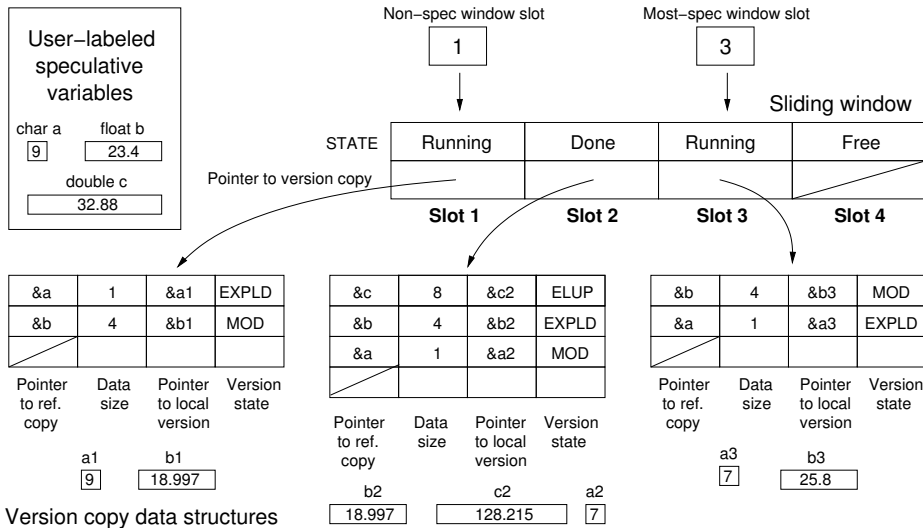 User–labeled
speculative
variables
char a
float b
9
23.4
double c
32.88
Non–spec window slot
Most–spec window slot
1
3
Sliding window
STATE
Running
Done
Running
Free
Pointer to version copy
Slot 1
Slot 2
Slot 3
Slot 4
&a 1 &a1 EXPLD
&b 4 &b1 MOD
Pointer to ref. copy
Data size
Pointer to local version
Version state
a1
b1
9
18.997
&c 8 &c2 ELUP
&b 4 &b2 EXPLD
&a 1 &a2 MOD
Pointer to ref. copy
Data size
Pointer to local version
Version state
b2
c2
a2
18.997
128.215
7
&b 4 &b3 MOD
&a 1 &a3 EXPLD
Pointer to ref. copy
Data size
Pointer to local version
Version state
a3
b3
7
25.8
Version copy data structures